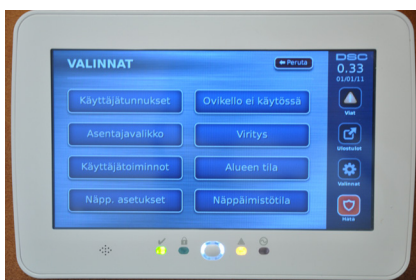 VALINNAT
Peruta
DSC
0.33
01/01/11
Käyttäjätunnukset
Ovikello ei käytössä
Asentajavalikko
Viritys
Käyttäjätoiminnot
Alueen tila
Näpp. asetukset
Näppäimistötila
Viat
Ulostulot
Valinnat
Hätä